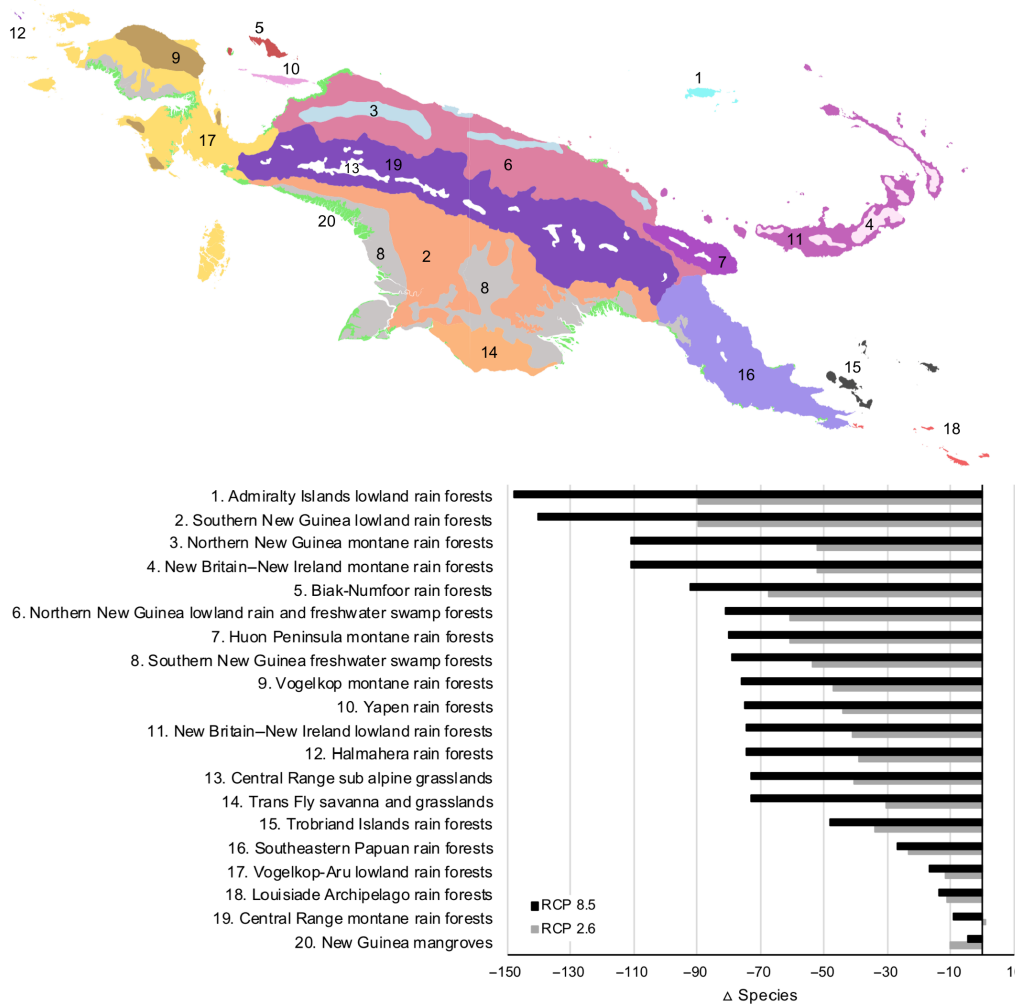 12
5
9
10
1
3
17
13
19
6
20
8
2
11
4
7
8
14
16
15
18
1. Admiralty Islands lowland rain forests
2. Southern New Guinea lowland rain forests
3. Northern New Guinea montane rain forests
4. New Britain–New Ireland montane rain forests
5. Biak-Numfoor rain forests
6. Northern New Guinea lowland rain and freshwater swamp forests
7. Huon Peninsula montane rain forests
8. Southern New Guinea freshwater swamp forests
9. Vogelkop montane rain forests
10. Yapen rain forests
11. New Britain–New Ireland lowland rain forests
12. Halmahera rain forests
13. Central Range sub alpine grasslands
14. Trans Fly savanna and grasslands
15. Trobriand Islands rain forests
16. Southeastern Papuan rain forests
17. Vogelkop-Aru lowland rain forests
18. Louisiade Archipelago rain forests
19. Central Range montane rain forests
20. New Guinea mangroves
RCP 8.5
RCP 2.6
−150 −130 −110 −90 −70 −50 −30 −10
Δ Species